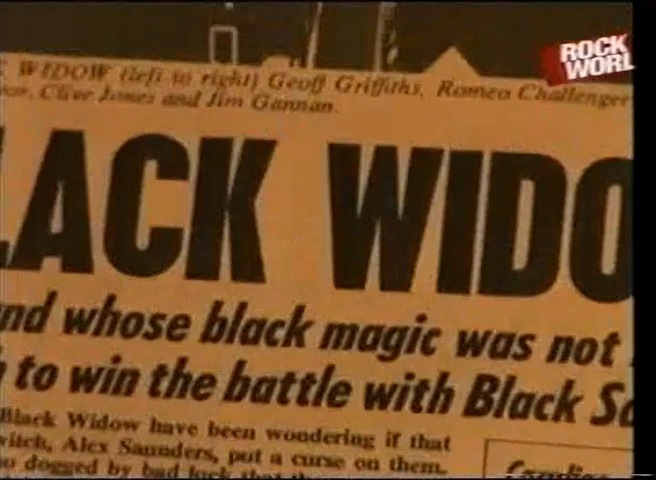 WIDOW (left to right) Geoff Griffiths, Romeo Challenger
Clive Jones and Jim Gannan.
ROCK
WORL
LACK WIDO
nd whose black magic was not
to win the battle with Black Sa
Black Widow have been wondering if that
witch, Alex Saunders, put a curse on them,
so dogged by bad luck